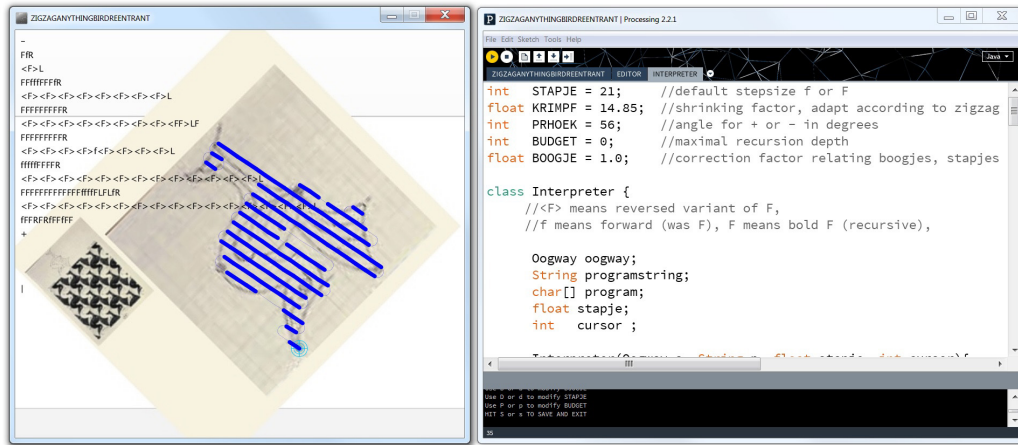 ZIGZAGANYTHINGBIRDREENTRANT
-
FfR
<F>L
FFfffFFFfR
<F><F><F><F><F><F><F><F>L
FFFFFFFFFR
<F><F><F><F><F><F><F><F><FF>LF
FFFFFFFFFR
<F><F><F><F>f<F><F><F><F>L
fffffFFFFR
<F><F><F><F><F><F><F><F><F><F><F><F>L
+
ZIGZAGANYTHINGBIRDREENTRANT | Processing 2.2.1
File Edit Sketch Tools Help
Java
ZIGZAGANYTHINGBIRDREENTRANT EDITOR INTERPRETER
int STAPJE = 21; //default stepsize f or F
float KRIMPF = 14.85; //shrinking factor, adapt according to zigzag
int PRHOEK = 56; //angle for + or - in degrees
int BUDGET = 0; //maximal recursion depth
float BOOGJE = 1.0; //correction factor relating boogjes, stapjes
class Interpreter {
//<F> means reversed variant of F,
//f means forward (was F), F means bold F (recursive),
Oogway oogway;
String programstring;
char[] program;
float stapje;
int cursor ;
Use D or d to modify STAPJE
Use P or p to modify BUDGET
HIT S or s TO SAVE AND EXIT
35